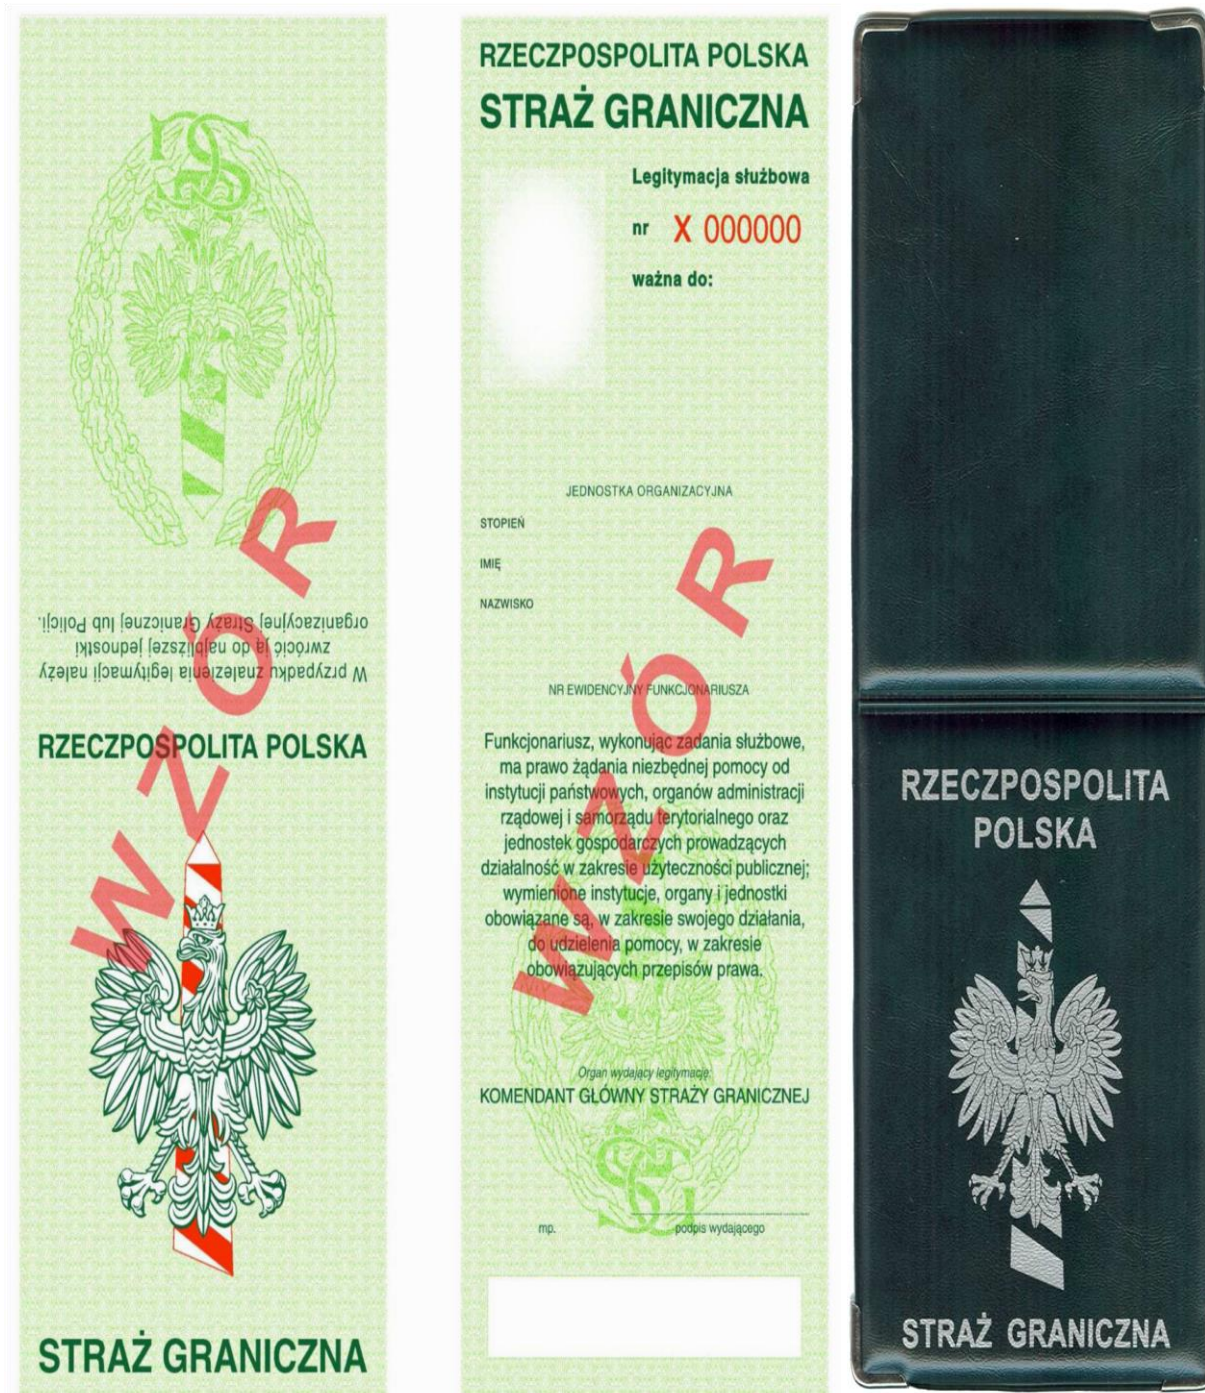 W przypadku znalezienia legitymacji należy
zwrócić ją do najbliższej jednostki
organizacyjnej Straży Granicznej lub Policji.
RZECZPOSPOLITA POLSKA
STRAŻ GRANICZNA
WZÓR
RZECZPOSPOLITA POLSKA
STRAŻ GRANICZNA
Legitymacja służbowa
nr X 000000
ważna do:
JEDNOSTKA ORGANIZACYJNA
STOPIEŃ
IMIĘ
NAZWISKO
NR EWIDENCYJNY FUNKCJONARIUSZA
Funkcjonariusz, wykonując zadania służbowe,
ma prawo żądania niezbędnej pomocy od
instytucji państwowych, organów administracji
rządowej i samorządu terytorialnego oraz
jednostek gospodarczych prowadzących
działalność w zakresie użyteczności publicznej;
wymienione instytucje, organy i jednostki
obowiązane są, w zakresie swojego działania,
do udzielenia pomocy, w zakresie
obowiązujących przepisów prawa.
Organ wydający legitymację:
KOMENDANT GŁÓWNY STRAŻY GRANICZNEJ
SG
mp.
podpis wydającego
WZÓR
RZECZPOSPOLITA
POLSKA
STRAŻ GRANICZNA